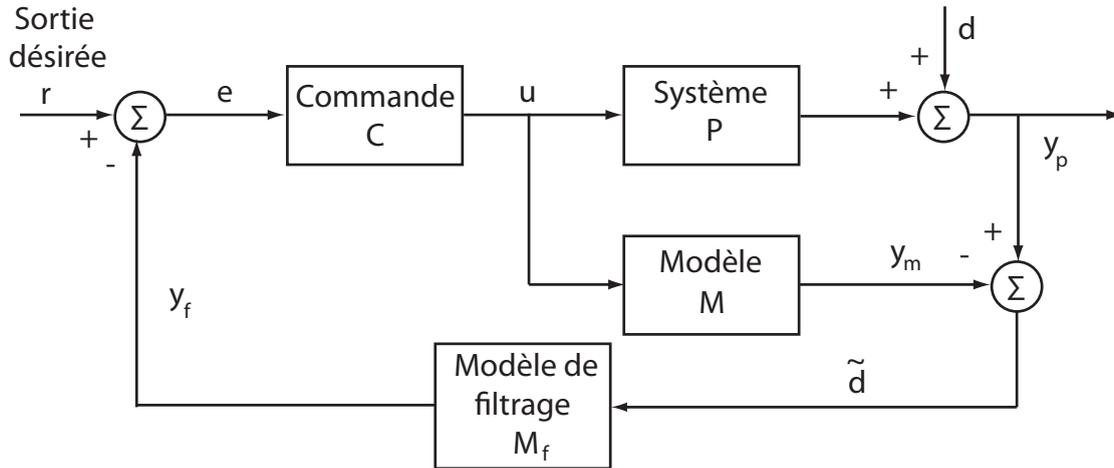 Sortie
désirée
r
+
-
Σ
e
Commande
C
u
Système
P
+
+
d
Σ
y_p
Modèle
M
y_m
-
+
Σ
d̃
Modèle de
filtrage
M_f
y_f